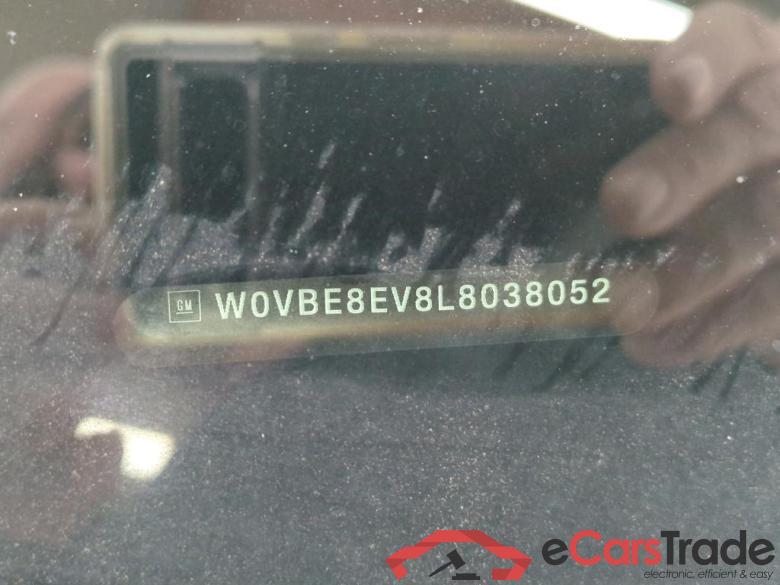 GM W0VBE8EV8L8038052
eCarsTrade
electronic, efficient & easy